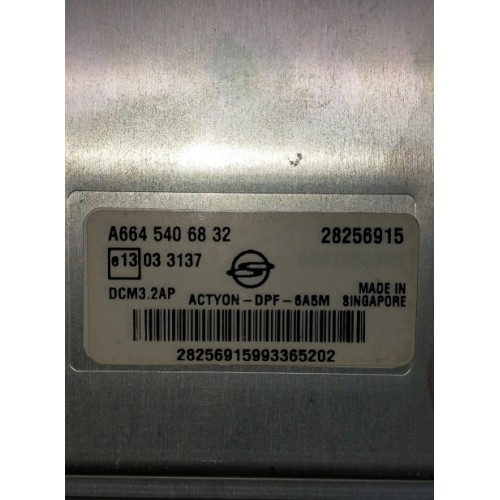 A664 540 68 32 28256915
e13 03 3137
DCM3.2AP ACTYON-DPF-6A5M MADE IN SINGAPORE
28256915993365202